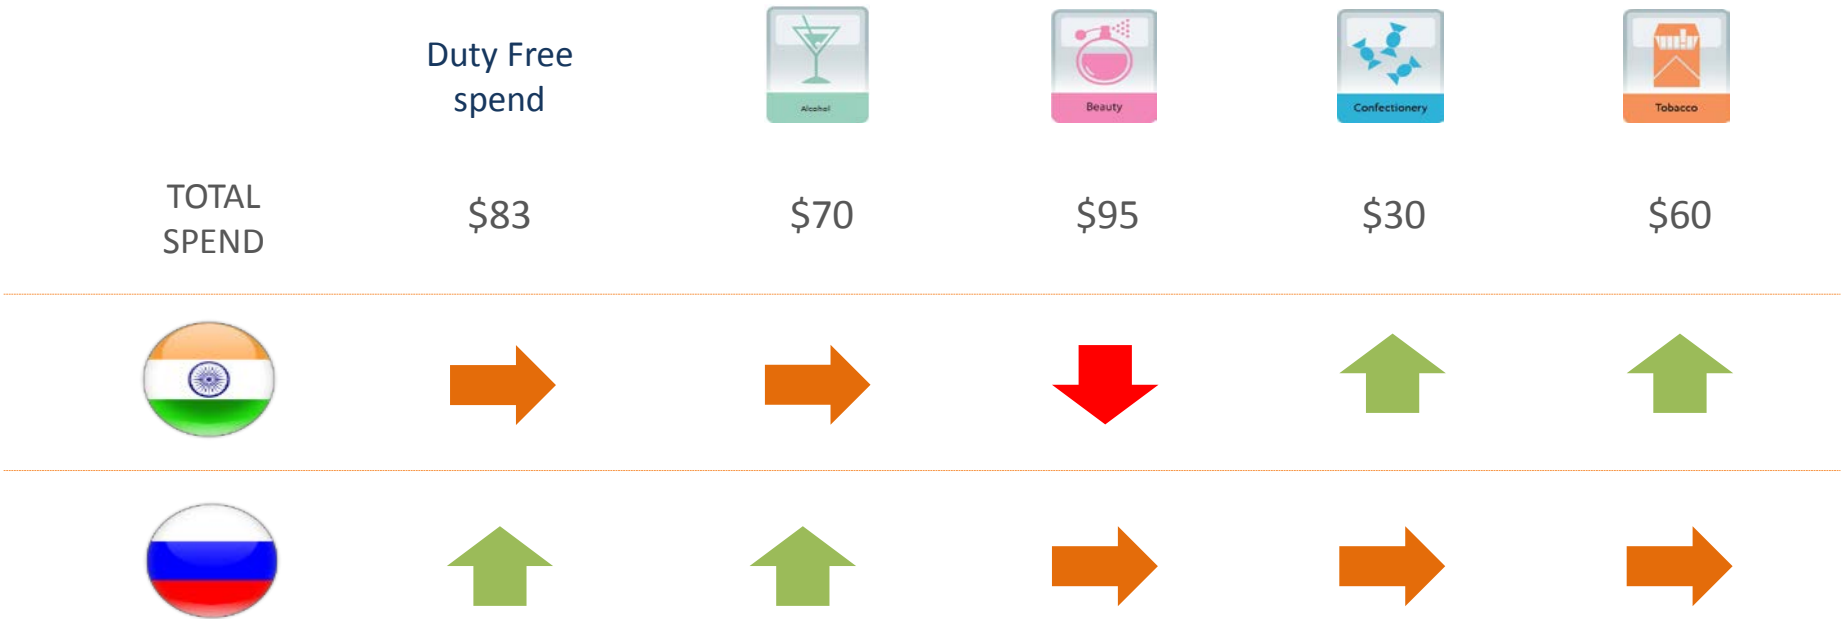 Duty Free
spend
Alcohol
Beauty
Confectionery
Tobacco
TOTAL
SPEND
$83
$70
$95
$30
$60